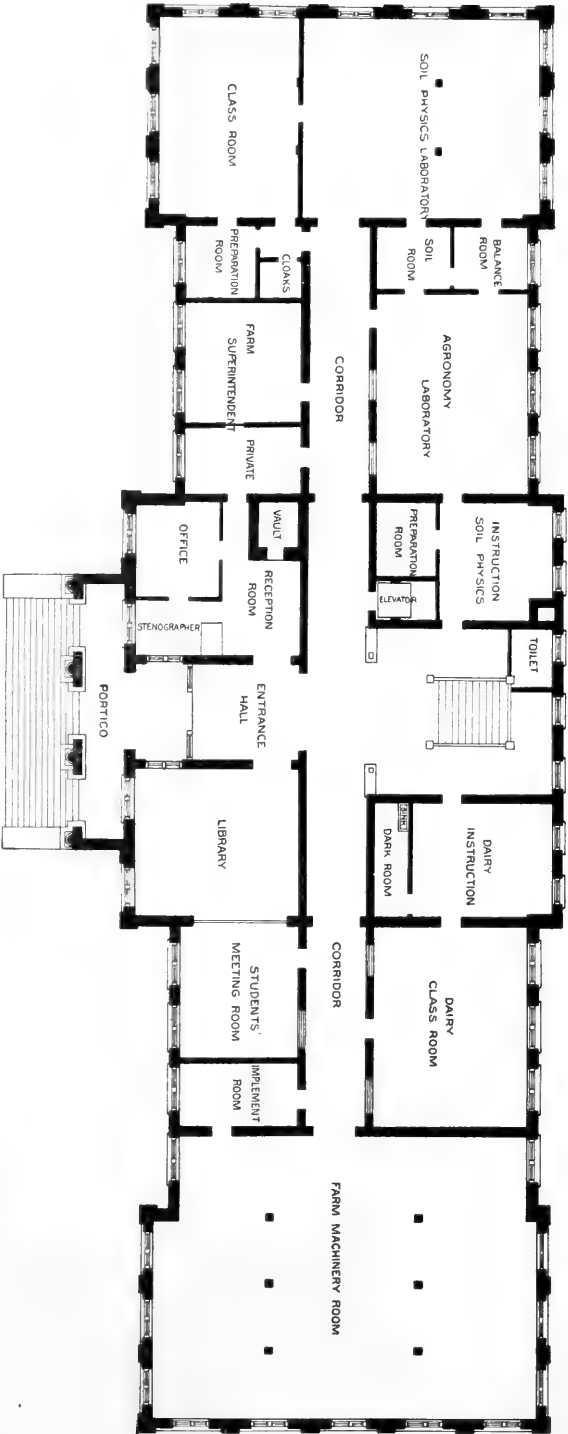 SOIL PHYSICS LABORATORY
CLASS ROOM
BALANCE
ROOM
SOIL
ROOM
CLOAKS
PREPARATION
ROOM
AGRONOMY
LABORATORY
CORRIDOR
FARM
SUPERINTENDENT
PRIVATE
INSTRUCTION
SOIL PHYSICS
PREPARATION
ROOM
VAULT
OFFICE
ELEVATOR
RECEPTION
ROOM
STENOGRAPHER
TOILET
ENTRANCE
HALL
PORTICO
DAIRY
INSTRUCTION
SINK
DARK ROOM
LIBRARY
DAIRY
CLASS ROOM
CORRIDOR
STUDENTS'
MEETING ROOM
IMPLEMENT
ROOM
FARM MACHINERY ROOM